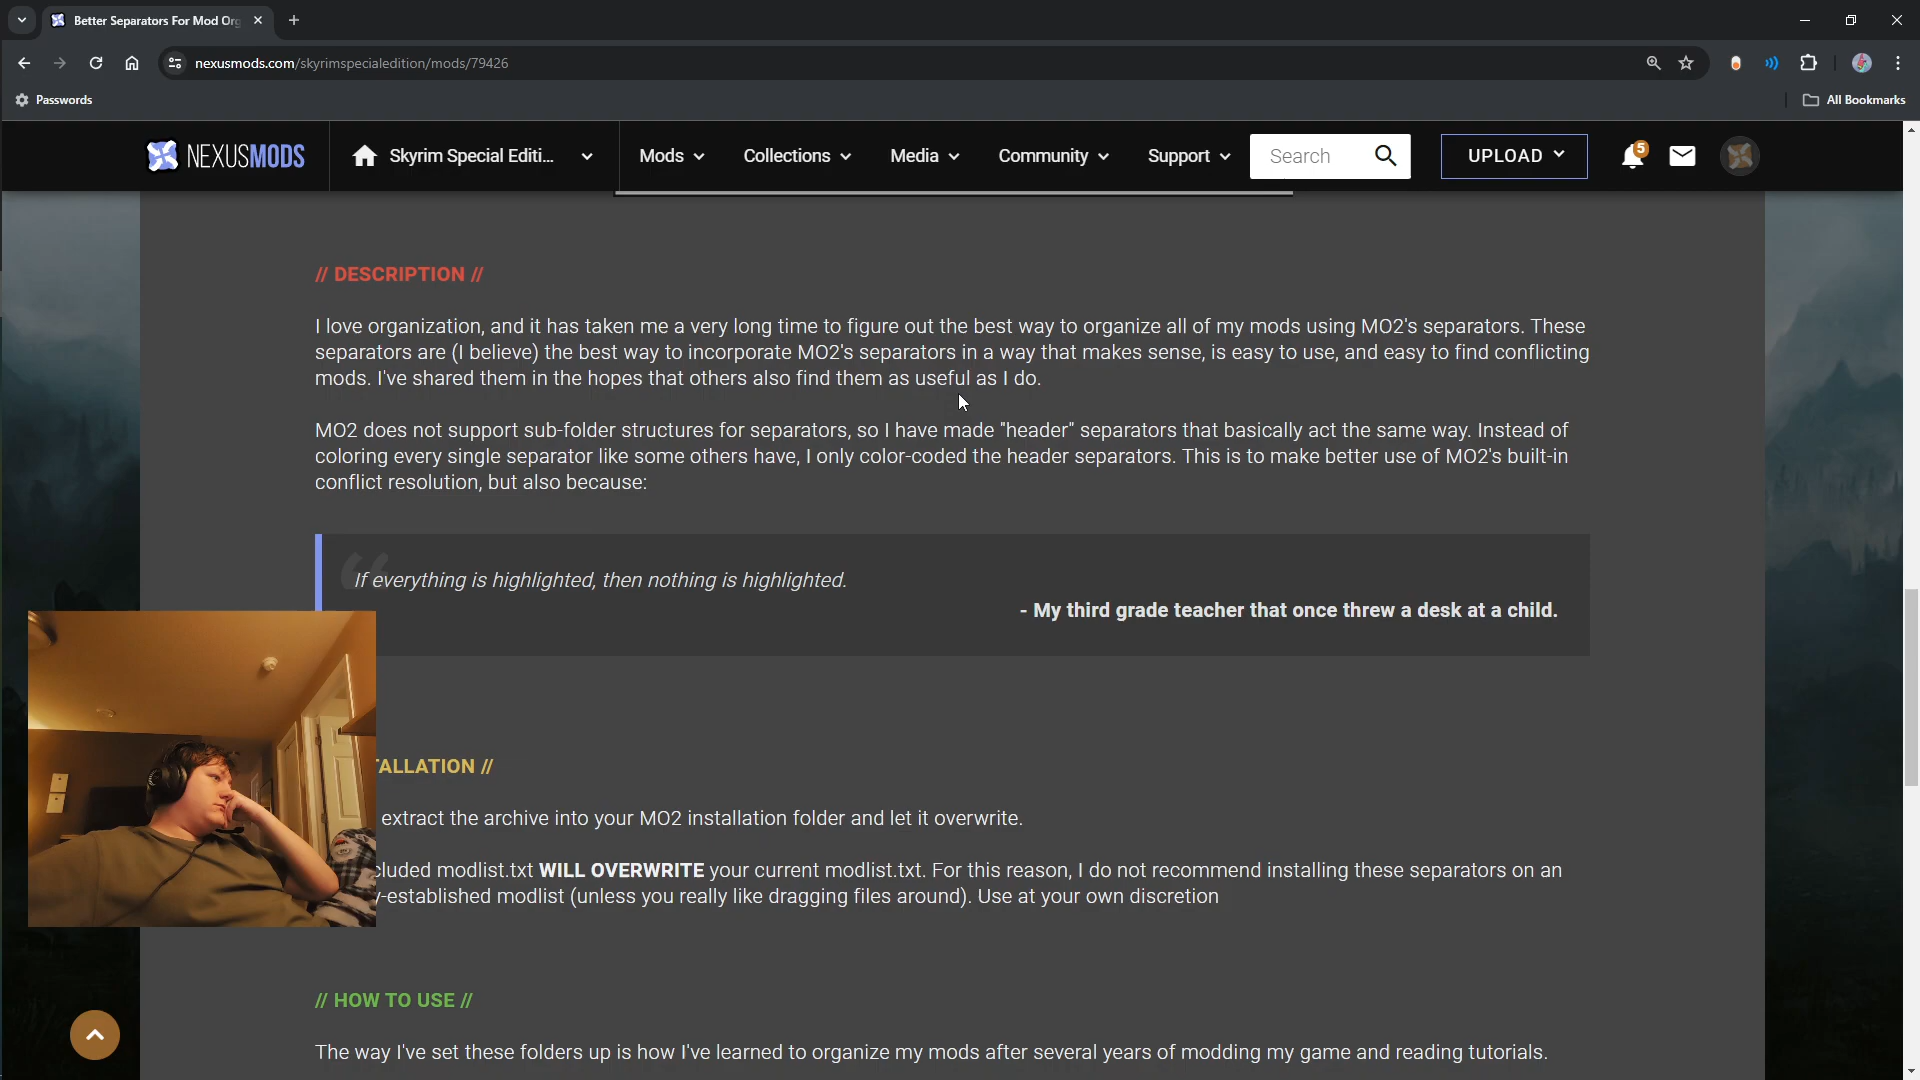 Better Separators For Mod Org
nexusmods.com/skyrimspecialedition/mods/79426
Passwords
All Bookmarks
NEXUSMODS
Skyrim Special Editi...
Mods
Collections
Media
Community
Support
Search
UPLOAD
5
// DESCRIPTION //
I love organization, and it has taken me a very long time to figure out the best way to organize all of my mods using MO2's separators. These
separators are (I believe) the best way to incorporate MO2's separators in a way that makes sense, is easy to use, and easy to find conflicting
mods. I've shared them in the hopes that others also find them as useful as I do.
MO2 does not support sub-folder structures for separators, so I have made "header" separators that basically act the same way. Instead of
coloring every single separator like some others have, I only color-coded the header separators. This is to make better use of MO2's built-in
conflict resolution, but also because:
If everything is highlighted, then nothing is highlighted.
- My third grade teacher that once threw a desk at a child.
TALLATION //
extract the archive into your MO2 installation folder and let it overwrite.
cluded modlist.txt WILL OVERWRITE your current modlist.txt. For this reason, I do not recommend installing these separators on an
y-established modlist (unless you really like dragging files around). Use at your own discretion
// HOW TO USE //
The way I've set these folders up is how I've learned to organize my mods after several years of modding my game and reading tutorials.